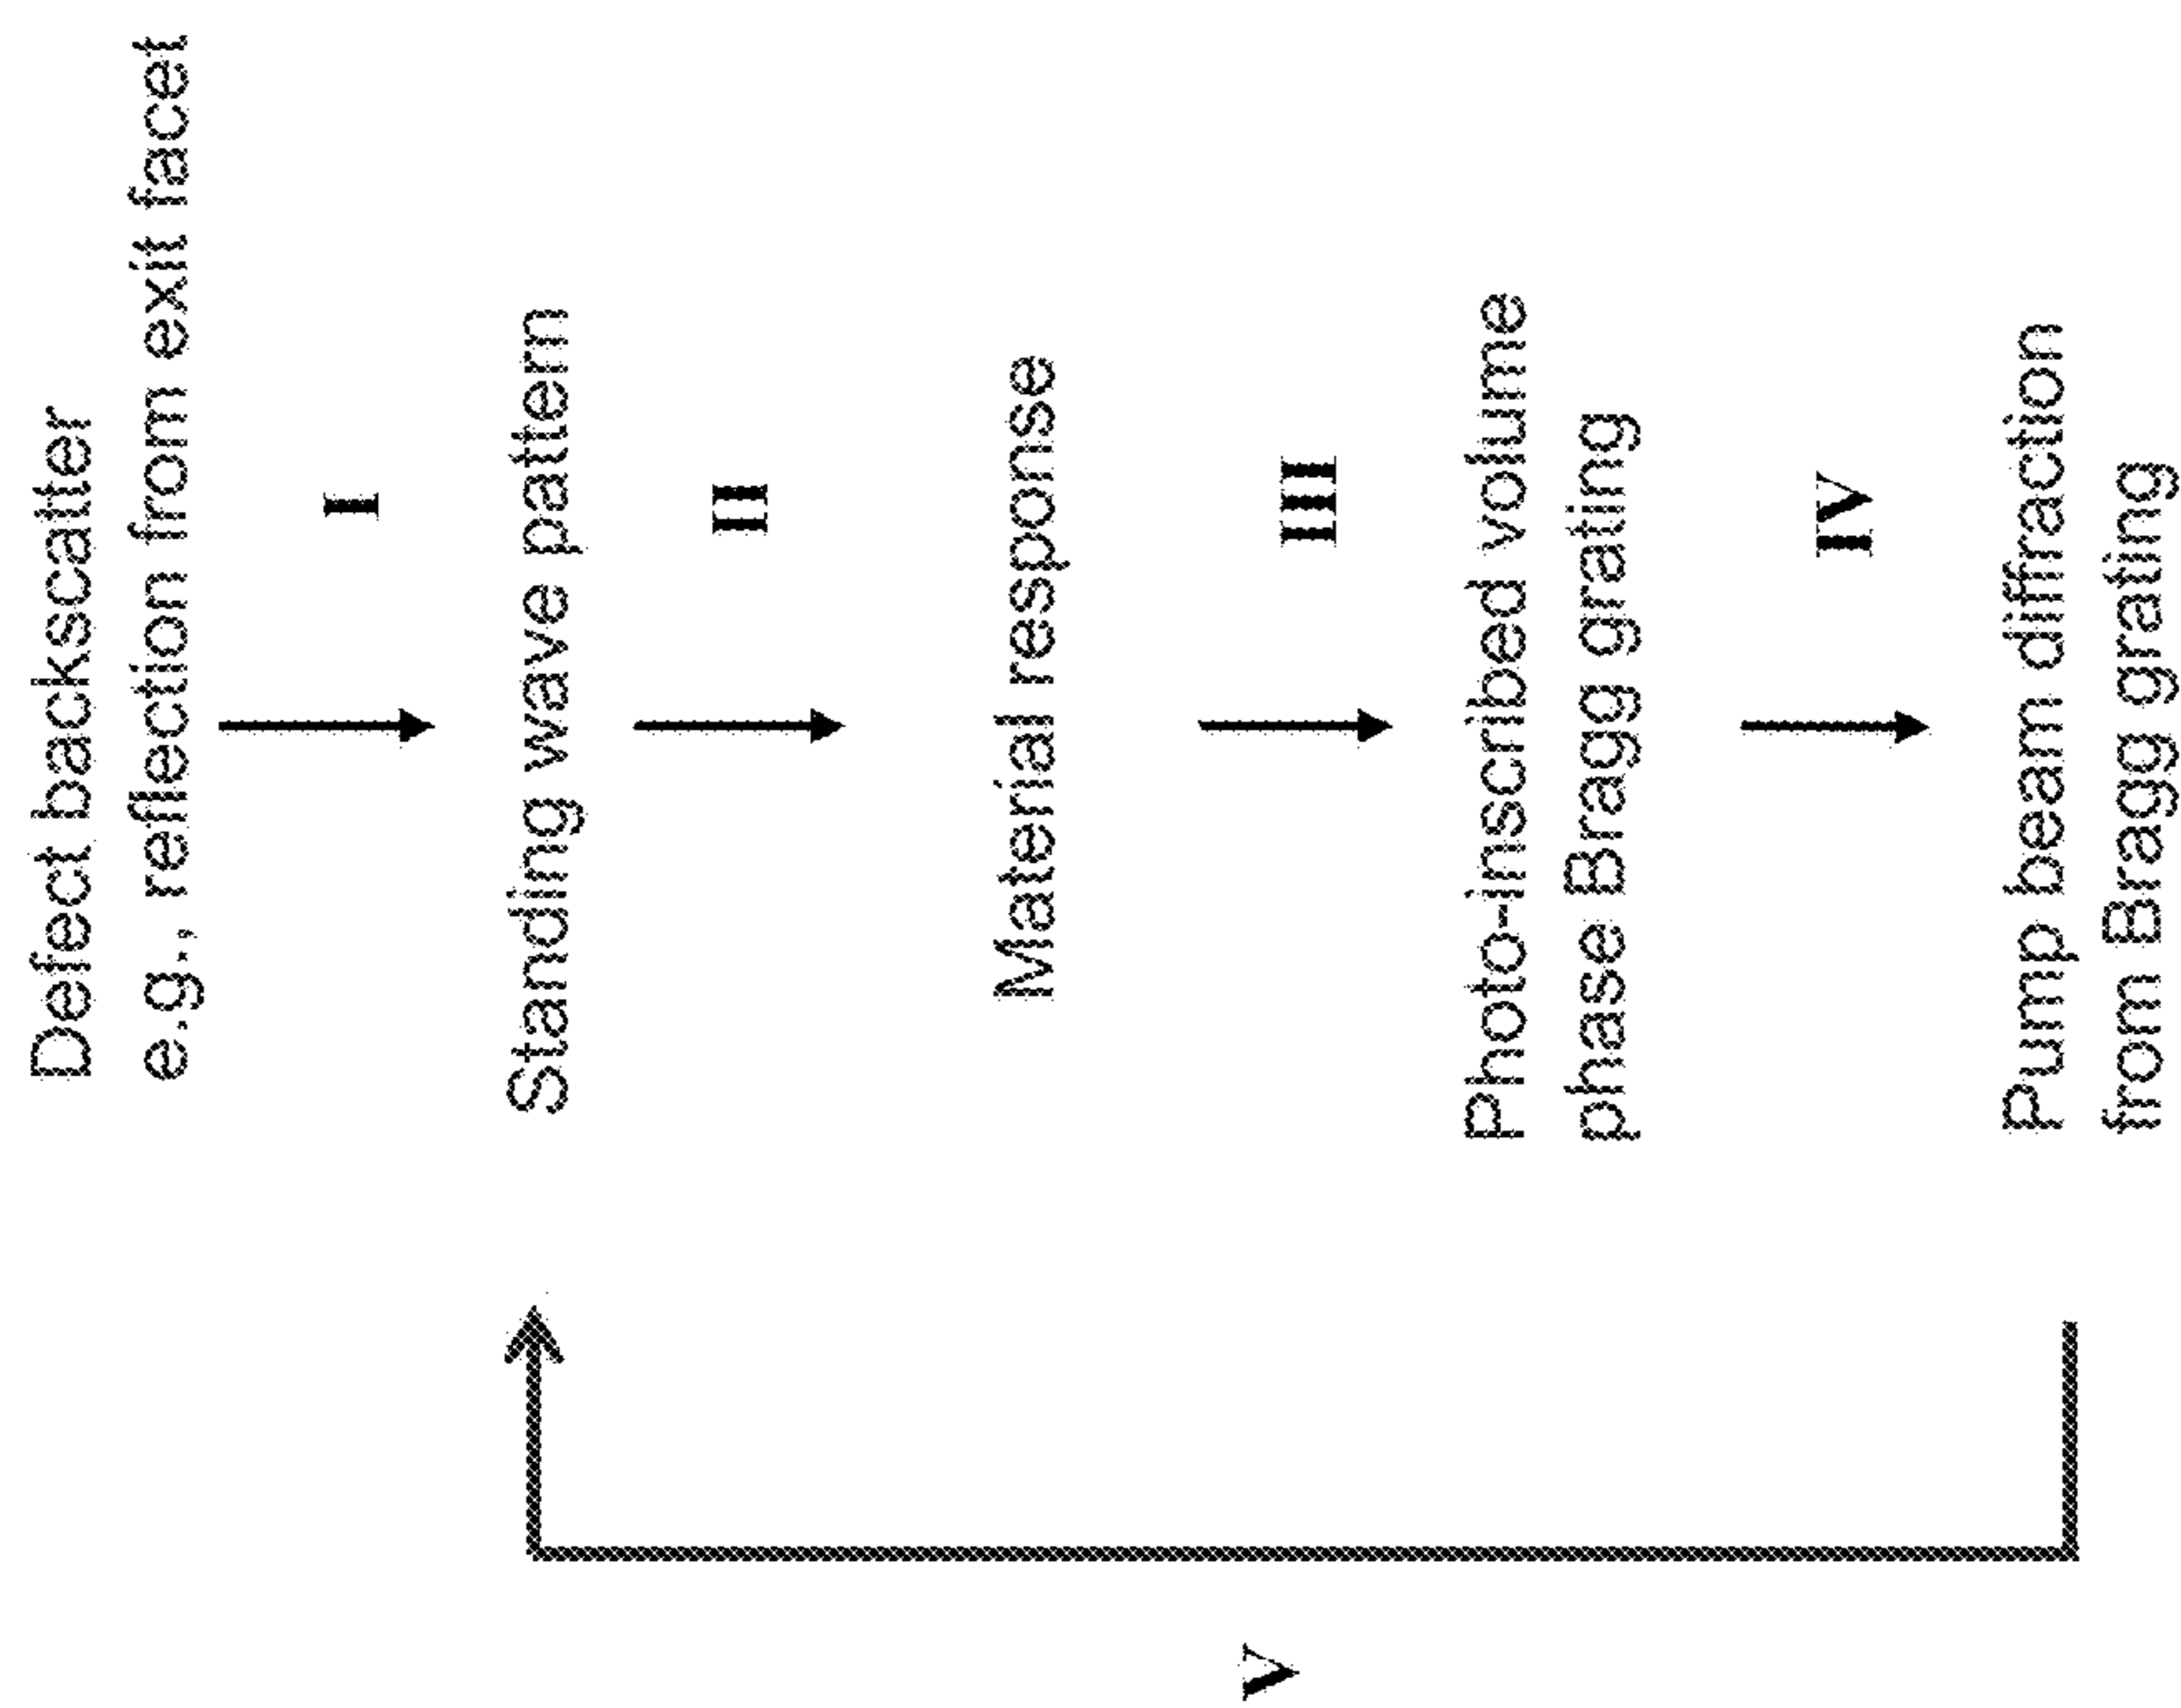 Defect backscatter
e.g., reflection from exit facet
I
Standing wave pattern
II
Material response
III
Photo-inscribed volume
phase Bragg grating
IV
Pump beam diffraction
from Bragg grating
V